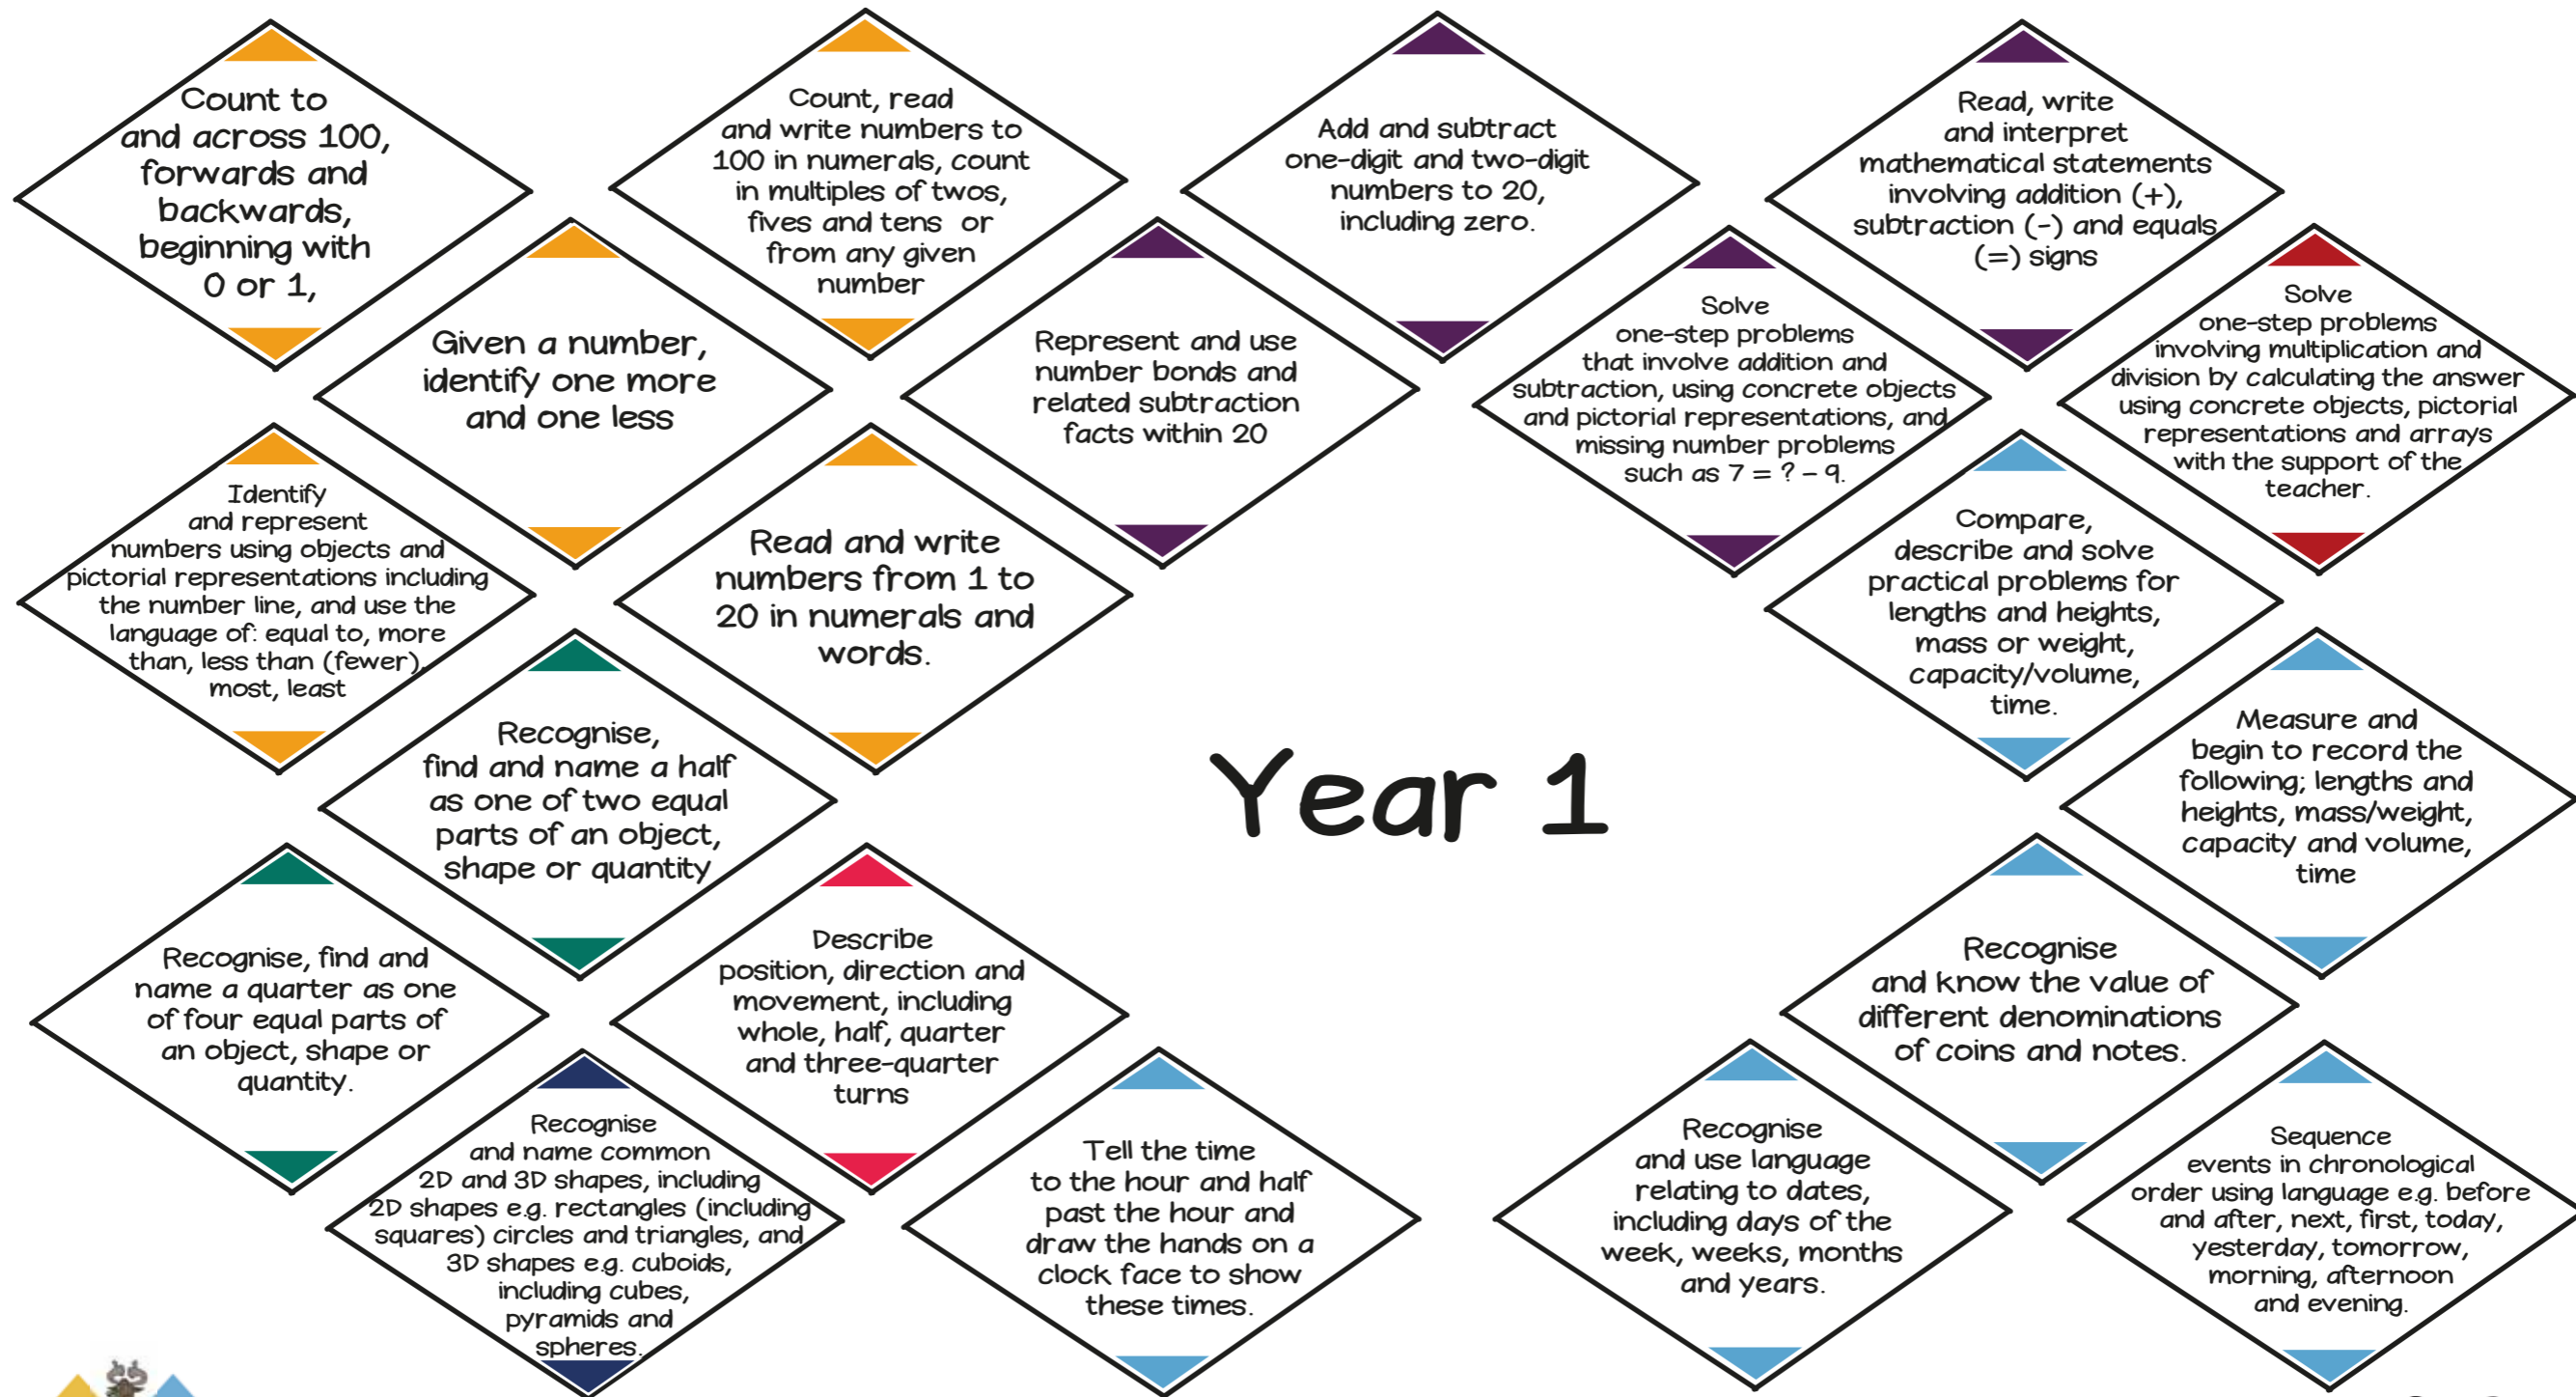 Count to
and across 100,
forwards and
backwards,
beginning with
0 or 1,
Count, read
and write numbers to
100 in numerals, count
in multiples of twos,
fives and tens or
from any given
number
Add and subtract
one-digit and two-digit
numbers to 20,
including zero.
Read, write
and interpret
mathematical statements
involving addition (+),
subtraction (-) and equals
(=) signs
Given a number,
identify one more
and one less
Represent and use
number bonds and
related subtraction
facts within 20
Solve
one-step problems
that involve addition and
subtraction, using concrete objects
and pictorial representations, and
missing number problems
such as 7 = ? – 9.
Solve
one-step problems
involving multiplication and
division by calculating the answer
using concrete objects, pictorial
representations and arrays
with the support of the
teacher.
Identify
and represent
numbers using objects and
pictorial representations including
the number line, and use the
language of: equal to, more
than, less than (fewer),
most, least
Read and write
numbers from 1 to
20 in numerals and
words.
Compare,
describe and solve
practical problems for
lengths and heights,
mass or weight,
capacity/volume,
time.
Recognise,
find and name a half
as one of two equal
parts of an object,
shape or quantity
Year 1
Measure and
begin to record the
following; lengths and
heights, mass/weight,
capacity and volume,
time
Recognise, find and
name a quarter as one
of four equal parts of
an object, shape or
quantity.
Describe
position, direction and
movement, including
whole, half, quarter
and three-quarter
turns
Recognise
and know the value of
different denominations
of coins and notes.
Recognise
and name common
2D and 3D shapes, including
2D shapes e.g. rectangles (including
squares) circles and triangles, and
3D shapes e.g. cuboids,
including cubes,
pyramids and
spheres.
Tell the time
to the hour and half
past the hour and
draw the hands on a
clock face to show
these times.
Recognise
and use language
relating to dates,
including days of the
week, weeks, months
and years.
Sequence
events in chronological
order using language e.g. before
and after, next, first, today,
yesterday, tomorrow,
morning, afternoon
and evening.